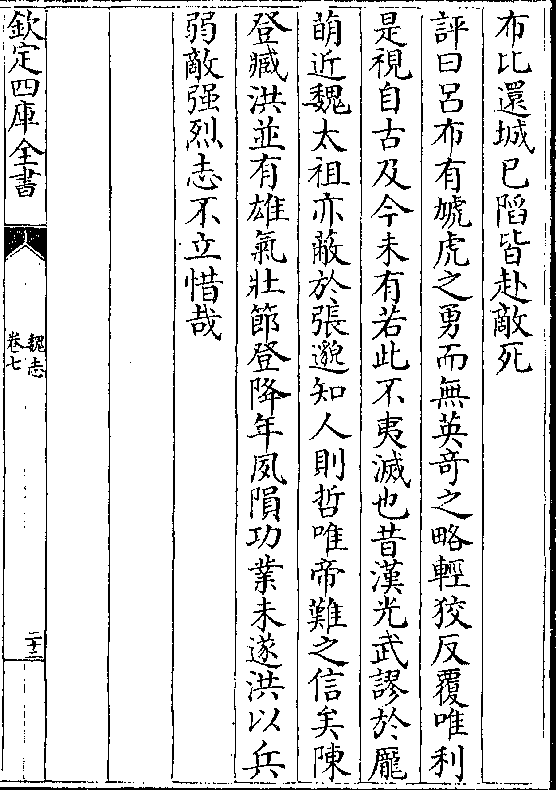 布比還城已陷皆赴敵死
評曰呂布有虓虎之勇而無英奇之略輕狡反覆唯利
是視自古及今未有若此不夷滅也昔漢光武謬於龐
萌近魏太祖亦蔽於張邈知人則哲唯帝難之信矣陳
登臧洪並有雄氣壯節登降年夙隕功業未遂洪以兵
弱敵强烈志不立惜哉
欽定四庫全書
魏志
卷七
二十三